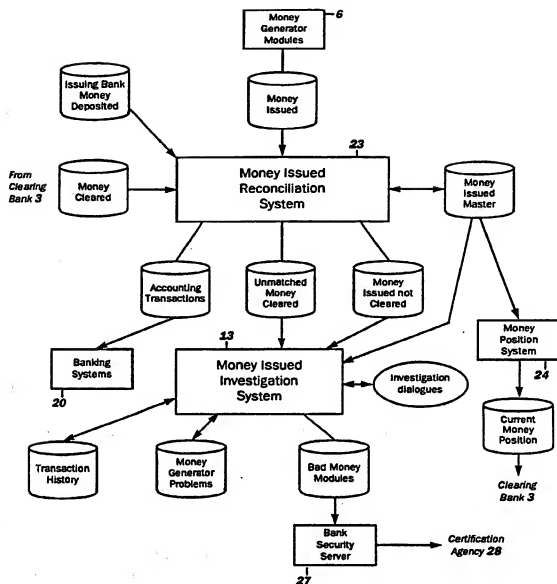 Money
Generator
Modules
6
Issuing Bank
Money
Deposited
Money
Issued
23
From
Clearing
Bank 3
Money
Cleared
Money Issued
Reconciliation
System
Money
Issued
Master
Accounting
Transactions
Unmatched
Money
Cleared
Money
Issued not
Cleared
13
Banking
Systems
20
Money Issued
Investigation
System
Investigation
dialogues
Money
Position
System
24
Transaction
History
Money
Generator
Problems
Bad Money
Modules
Current
Money
Position
Clearing
Bank 3
Bank
Security
Server
27
Certification
Agency 28